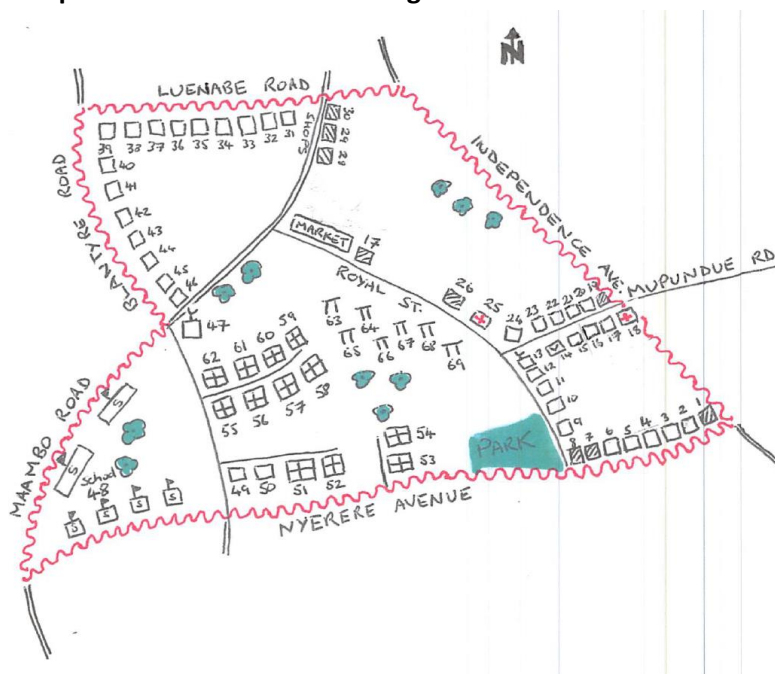 N
LUENABE ROAD
SHOPS
30
29
39 38 37 36 35 34 33 32 31
40
41
42
43
44
45
46
BLANTYRE ROAD
INDEPENDENCE AVE.
MUPUNDUE RD
MARKET
17
ROYAL ST.
26
25
24
23 22 21 20 19
47
63
64
65
66
67
68
69
13 14 15 16 17 18
12
11
10
9
62 61 60 59
55 56 57 58
54
53
PARK
8 7 6 5 4 3 2 1
MAAMBO ROAD
S
S
School
48
S S S S
49 50 51 52
NYERERE AVENUE